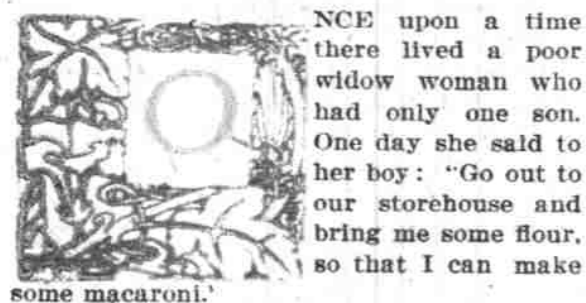 ONCE upon a time
there lived a poor
widow woman who
had only one son.
One day she said to
her boy: "Go out to
our storehouse and
bring me some flour.
so that I can make
some macaroni.'